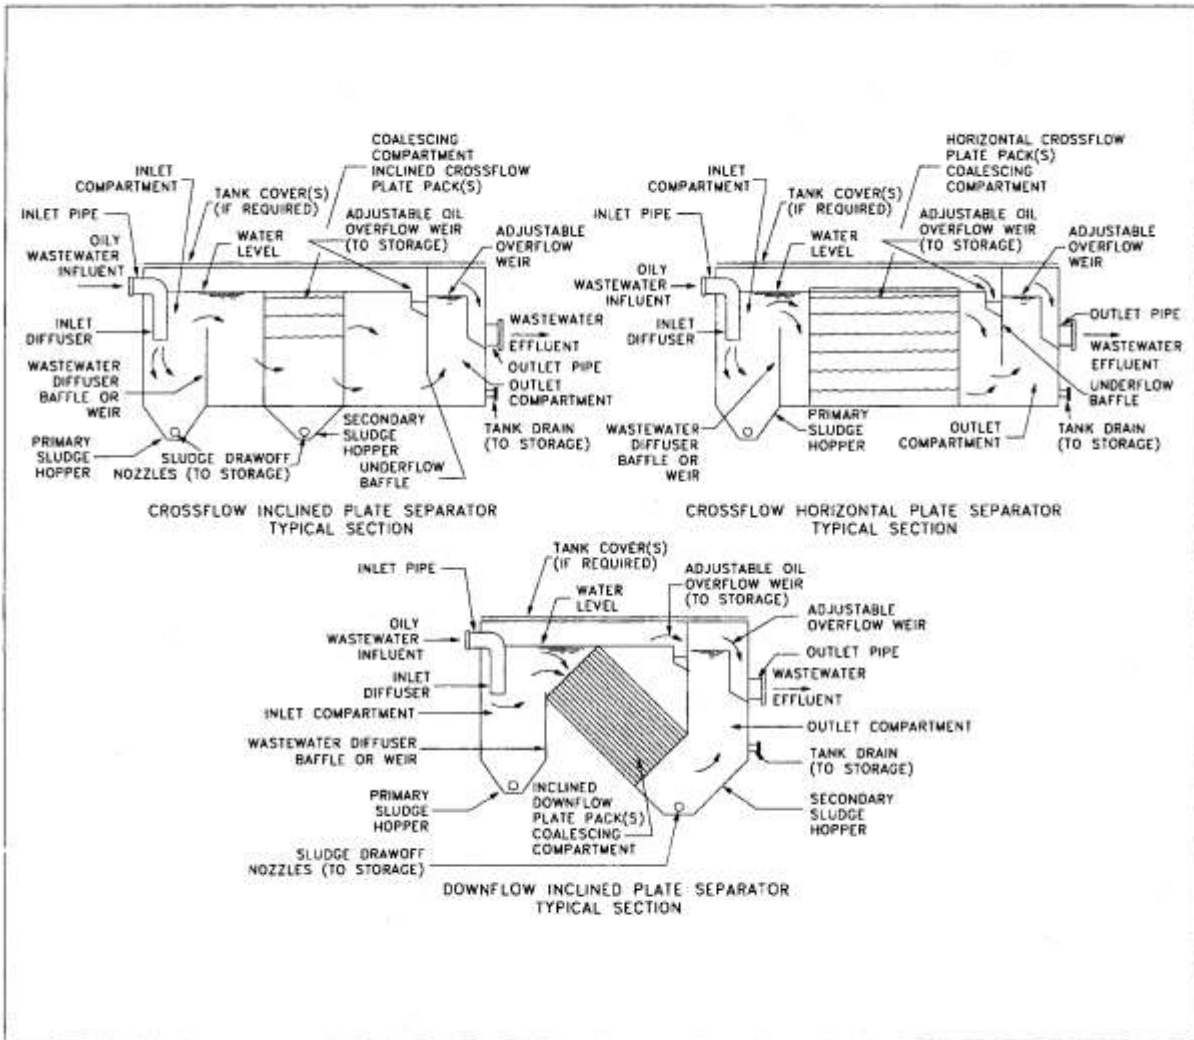 COALESCING
COMPARTMENT
INCLINED CROSSFLOW
PLATE PACK(S)
INLET
COMPARTMENT
TANK COVER(S)
(IF REQUIRED)
INLET PIPE
ADJUSTABLE OIL
OVERFLOW WEIR
(TO STORAGE)
ADJUSTABLE
OVERFLOW
WEIR
OILY
WASTEWATER
INFLUENT
WATER
LEVEL
INLET
DIFFUSER
WASTEWATER
EFFLUENT
OUTLET PIPE
WASTEWATER
DIFFUSER
BAFFLE OR
WEIR
OUTLET
COMPARTMENT
PRIMARY
SLUDGE
HOPPER
SLUDGE DRAWOFF
NOZZLES (TO STORAGE)
SECONDARY
SLUDGE
HOPPER
UNDERFLOW
BAFFLE
TANK DRAIN
(TO STORAGE)
CROSSFLOW INCLINED PLATE SEPARATOR
TYPICAL SECTION
HORIZONTAL CROSSFLOW
PLATE PACK(S)
COALESCING
COMPARTMENT
INLET
COMPARTMENT
TANK COVER(S)
(IF REQUIRED)
INLET PIPE
ADJUSTABLE OIL
OVERFLOW WEIR
(TO STORAGE)
ADJUSTABLE
OVERFLOW
WEIR
WATER
LEVEL
OILY
WASTEWATER
INFLUENT
INLET
DIFFUSER
OUTLET PIPE
WASTEWATER
EFFLUENT
UNDERFLOW
BAFFLE
WASTEWATER
DIFFUSER
BAFFLE OR
WEIR
PRIMARY
SLUDGE
HOPPER
OUTLET
COMPARTMENT
TANK DRAIN
(TO STORAGE)
CROSSFLOW HORIZONTAL PLATE SEPARATOR
TYPICAL SECTION
TANK COVER(S)
(IF REQUIRED)
INLET PIPE
WATER
LEVEL
ADJUSTABLE OIL
OVERFLOW WEIR
(TO STORAGE)
ADJUSTABLE
OVERFLOW WEIR
OILY
WASTEWATER
INFLUENT
OUTLET PIPE
WASTEWATER
EFFLUENT
INLET
DIFFUSER
INLET COMPARTMENT
OUTLET COMPARTMENT
WASTEWATER DIFFUSER
BAFFLE OR WEIR
TANK DRAIN
(TO STORAGE)
PRIMARY
SLUDGE
HOPPER
INCLINED
DOWNFLOW
PLATE PACK(S)
COALESCING
COMPARTMENT
SECONDARY
SLUDGE
HOPPER
SLUDGE DRAWOFF
NOZZLES (TO STORAGE)
DOWNFLOW INCLINED PLATE SEPARATOR
TYPICAL SECTION